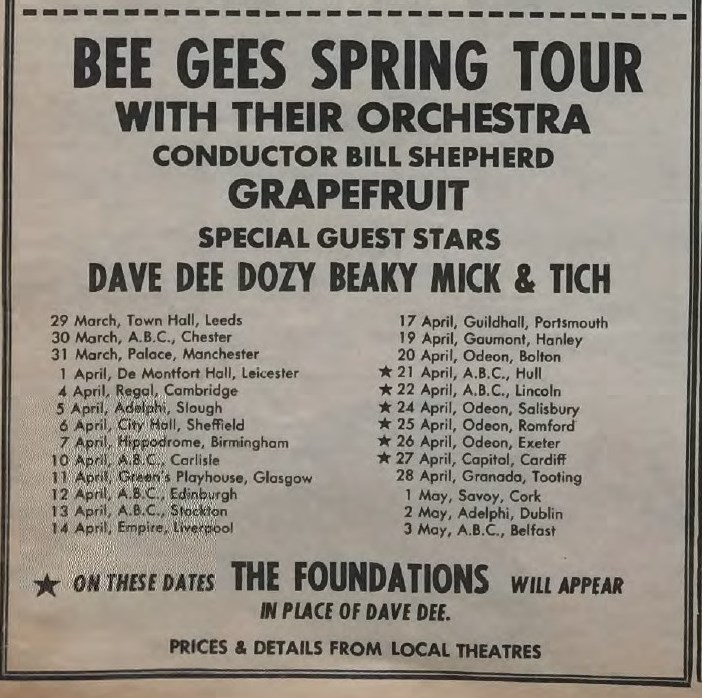 BEE GEES SPRING TOUR
WITH THEIR ORCHESTRA
CONDUCTOR BILL SHEPHERD
GRAPEFRUIT
SPECIAL GUEST STARS
DAVE DEE DOZY BEAKY MICK & TICH
29 March, Town Hall, Leeds
30 March, A.B.C., Chester
31 March, Palace, Manchester
1 April, De Montfort Hall, Leicester
4 April, Regal, Cambridge
5 April, Adelphi, Slough
6 April, City Hall, Sheffield
7 April, Hippodrome, Birmingham
10 April, A.B.C., Carlisle
11 April, Green's Playhouse, Glasgow
12 April, A.B.C., Edinburgh
13 April, A.B.C., Stockton
14 April, Empire, Liverpool
17 April, Guildhall, Portsmouth
19 April, Gaumont, Hanley
20 April, Odeon, Bolton
★ 21 April, A.B.C., Hull
★ 22 April, A.B.C., Lincoln
★ 24 April, Odeon, Salisbury
★ 25 April, Odeon, Romford
★ 26 April, Odeon, Exeter
★ 27 April, Capital, Cardiff
28 April, Granada, Tooting
1 May, Savoy, Cork
2 May, Adelphi, Dublin
3 May, A.B.C., Belfast
★ ON THESE DATES THE FOUNDATIONS WILL APPEAR
IN PLACE OF DAVE DEE.
PRICES & DETAILS FROM LOCAL THEATRES